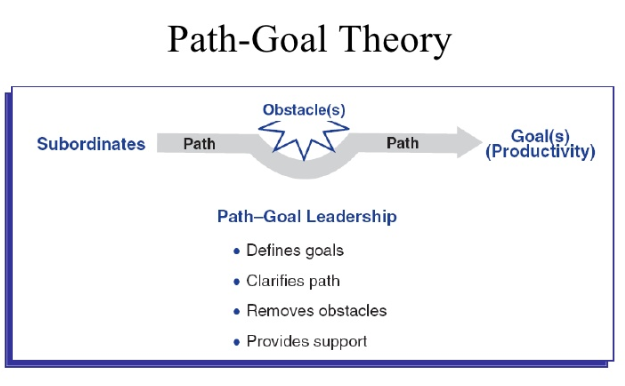 Path-Goal Theory
Obstacle(s)
Subordinates
Path
Path
Goal(s)
(Productivity)
Path–Goal Leadership
• Defines goals
• Clarifies path
• Removes obstacles
• Provides support